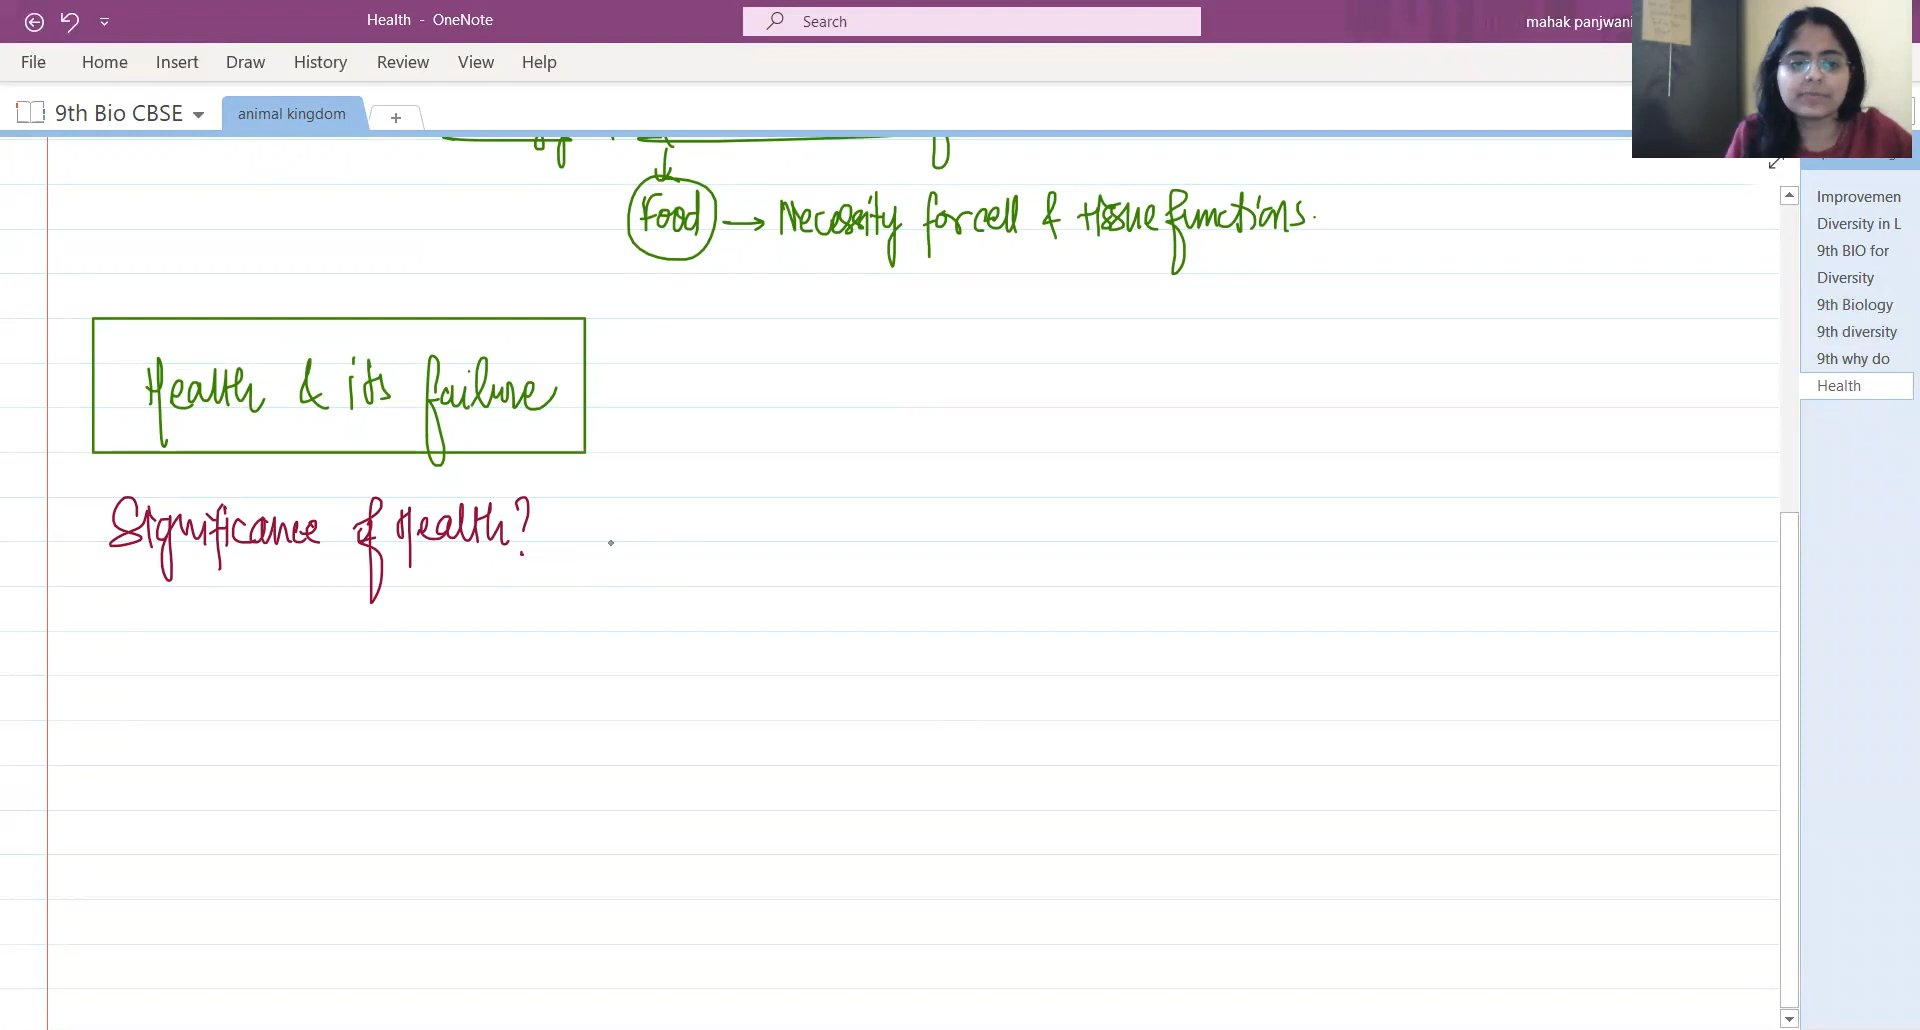 Health - OneNote
Search
mahak panjwani
File Home Insert Draw History Review View Help
9th Bio CBSE
animal kingdom
+
Food → Necessity for cell & tissue functions.
Health & its failure
Significance of Health?
Improvemen
Diversity in L
9th BIO for
Diversity
9th Biology
9th diversity
9th why do
Health